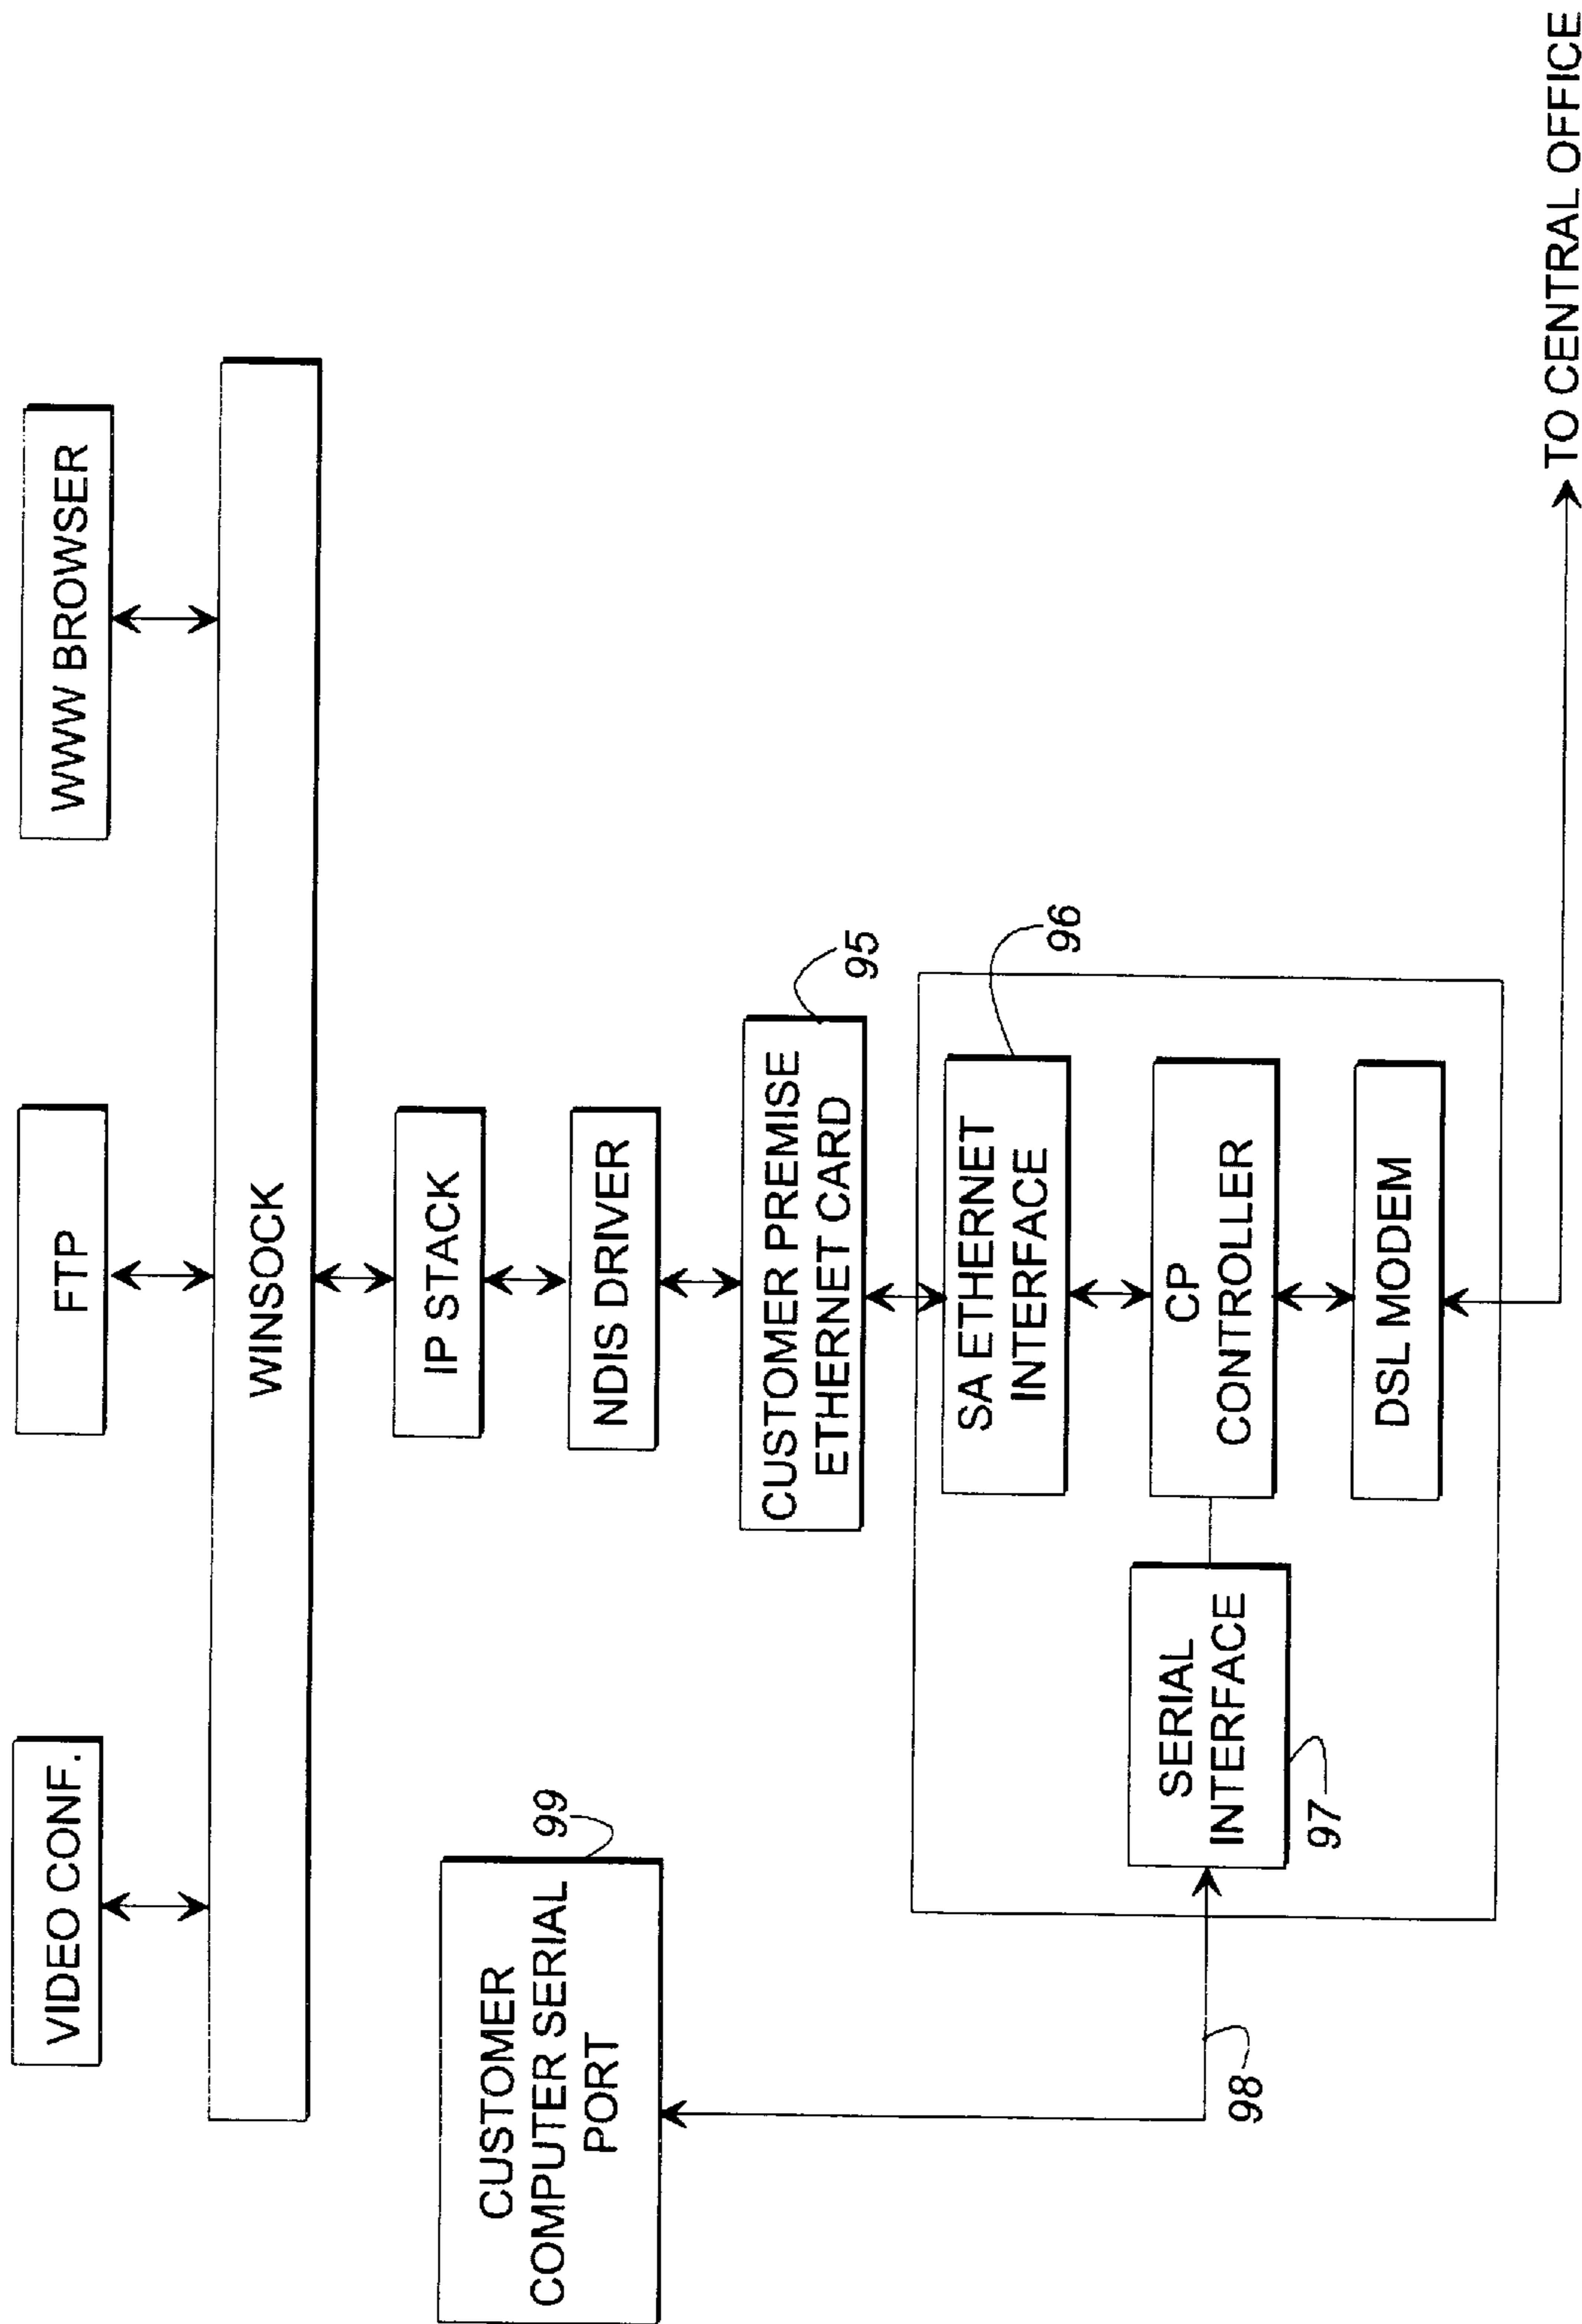 VIDEO CONF.
FTP
WWW BROWSER
WINSOCK
CUSTOMER
COMPUTER SERIAL
PORT
99
IP STACK
NDIS DRIVER
CUSTOMER PREMISE
ETHERNET CARD
95
SA ETHERNET
INTERFACE
96
SERIAL
INTERFACE
97
CP
CONTROLLER
98
DSL MODEM
TO CENTRAL OFFICE